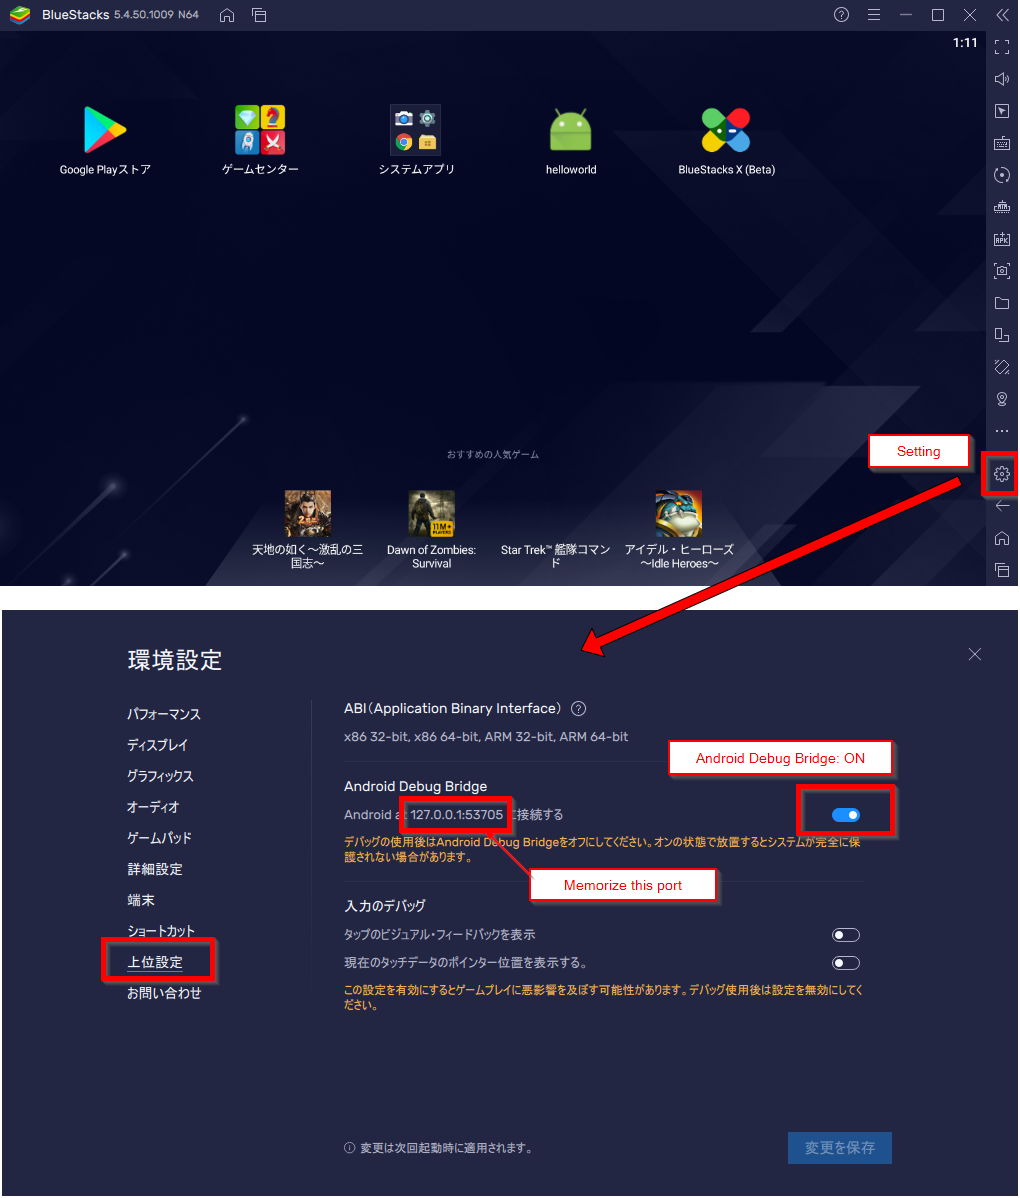 BlueStacks 5.4.50.1009 N64
1:11
Google Playストア
ゲームセンター
システムアプリ
helloworld
BlueStacks X (Beta)
おすすめの人気ゲーム
Setting
11M+
PLAYERS
天地の如く～激乱の三
国志～
Dawn of Zombies:
Survival
Star Trek™ 艦隊コマン
ド
アイデル・ヒーローズ
～Idle Heroes～
環境設定
パフォーマンス
ディスプレイ
グラフィックス
オーディオ
ゲームパッド
詳細設定
端末
ショートカット
上位設定
お問い合わせ
ABI（Application Binary Interface）
x86 32-bit, x86 64-bit, ARM 32-bit, ARM 64-bit
Android Debug Bridge: ON
Android Debug Bridge
Android at 127.0.0.1:53705 に接続する
デバッグの使用後はAndroid Debug Bridgeをオフにしてください。オンの状態で放置するとシステムが完全に保
護されない場合があります。
Memorize this port
入力のデバッグ
タップのビジュアル・フィードバックを表示
現在のタッチデータのポインター位置を表示する。
この設定を有効にするとゲームプレイに悪影響を及ぼす可能性があります。デバッグ使用後は設定を無効にしてく
ださい。
変更は次回起動時に適用されます。
変更を保存